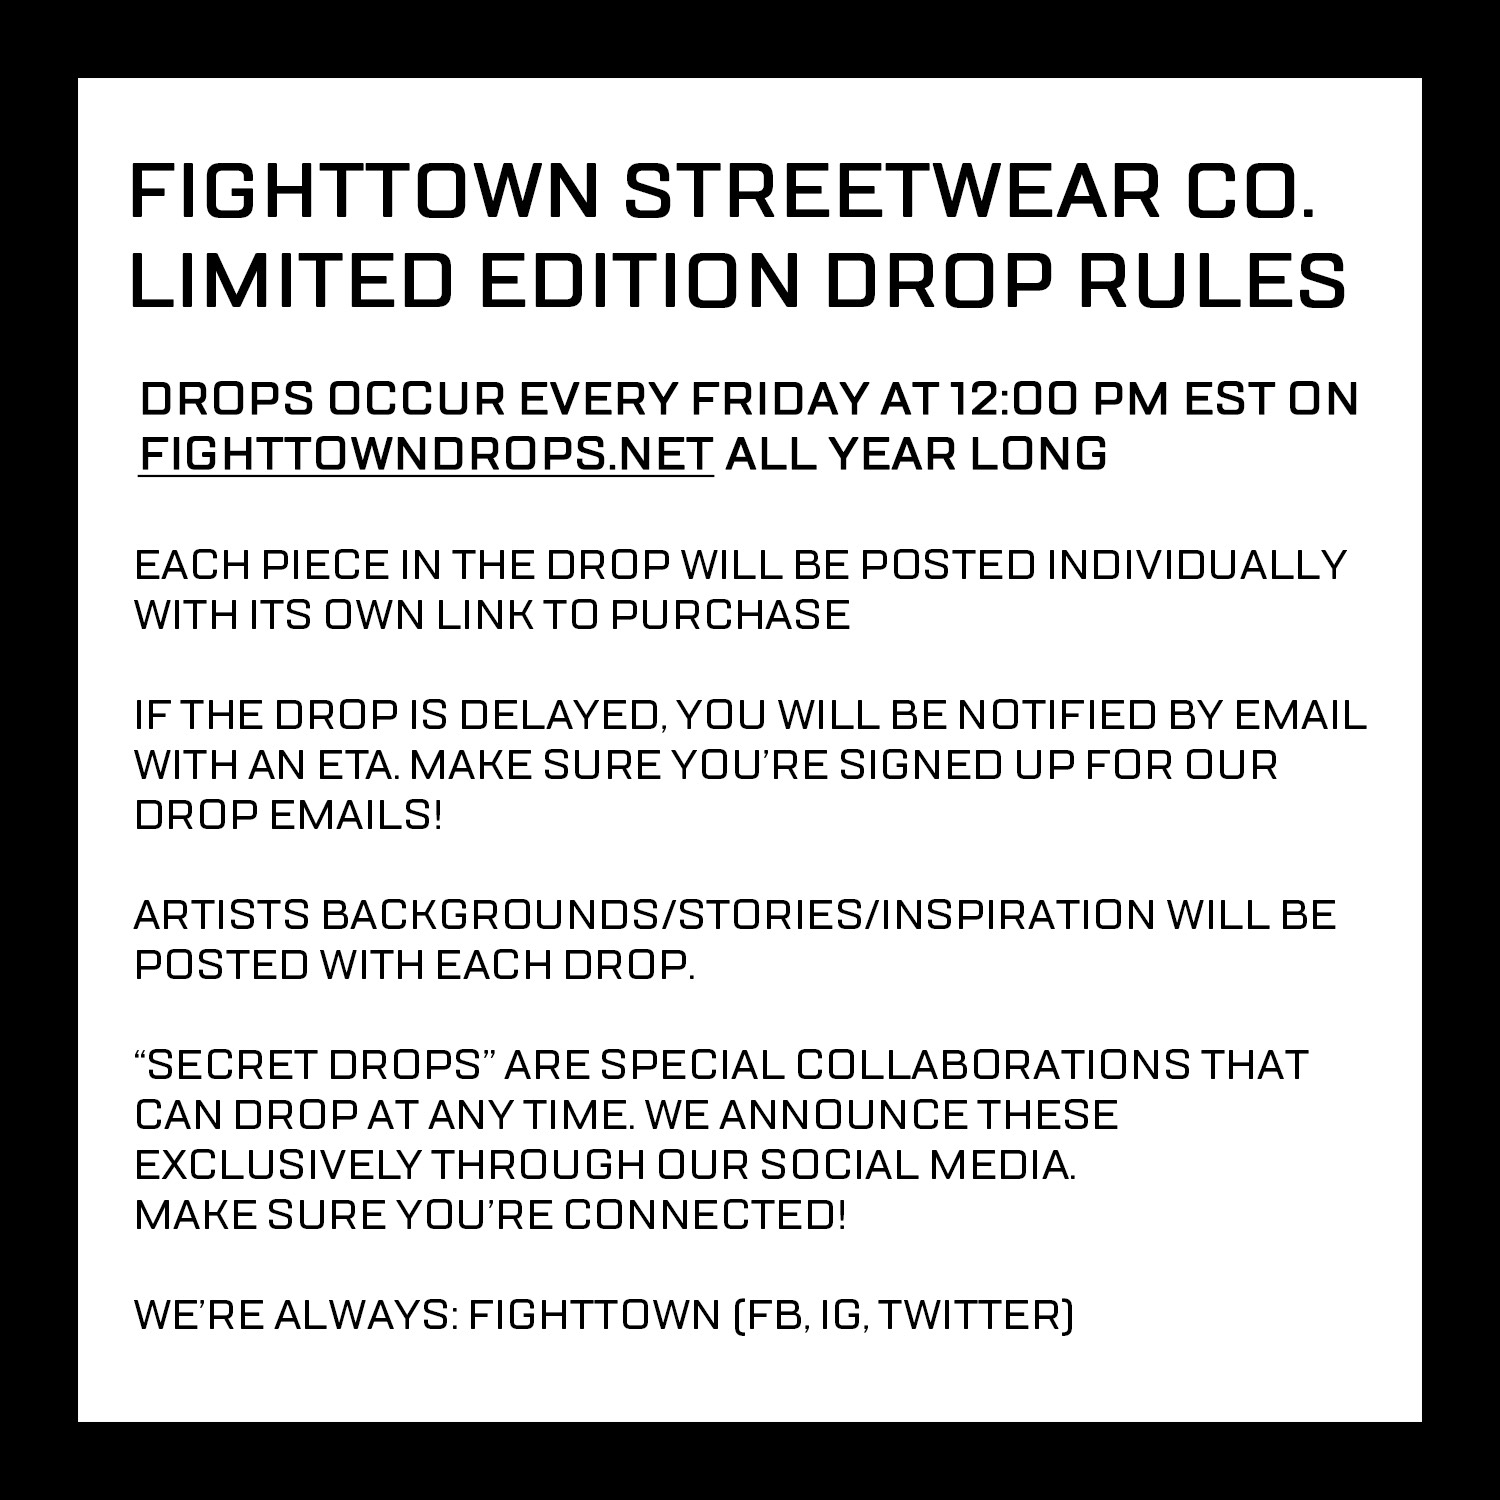 FIGHTTOWN STREETWEAR CO.
LIMITED EDITION DROP RULES
DROPS OCCUR EVERY FRIDAY AT 12:00 PM EST ON
FIGHTTOWNDROPS.NET ALL YEAR LONG
EACH PIECE IN THE DROP WILL BE POSTED INDIVIDUALLY
WITH ITS OWN LINK TO PURCHASE
IF THE DROP IS DELAYED, YOU WILL BE NOTIFIED BY EMAIL
WITH AN ETA. MAKE SURE YOU’RE SIGNED UP FOR OUR
DROP EMAILS!
ARTISTS BACKGROUNDS/STORIES/INSPIRATION WILL BE
POSTED WITH EACH DROP.
“SECRET DROPS” ARE SPECIAL COLLABORATIONS THAT
CAN DROP AT ANY TIME. WE ANNOUNCE THESE
EXCLUSIVELY THROUGH OUR SOCIAL MEDIA.
MAKE SURE YOU’RE CONNECTED!
WE’RE ALWAYS: FIGHTTOWN (FB, IG, TWITTER)